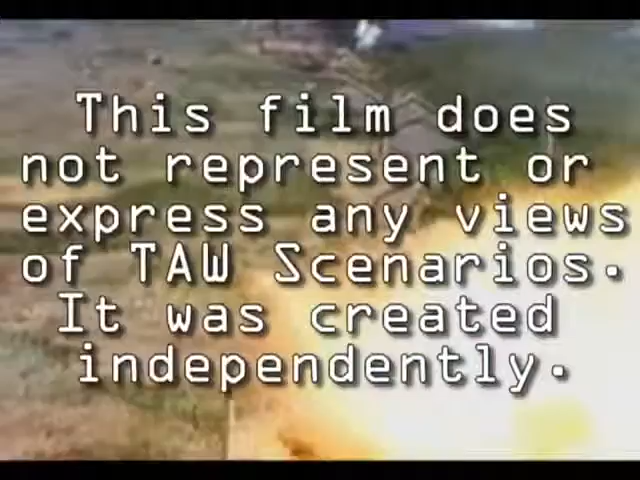 This film does
not represent or
express any views
of TAW Scenarios.
It was created
independently.